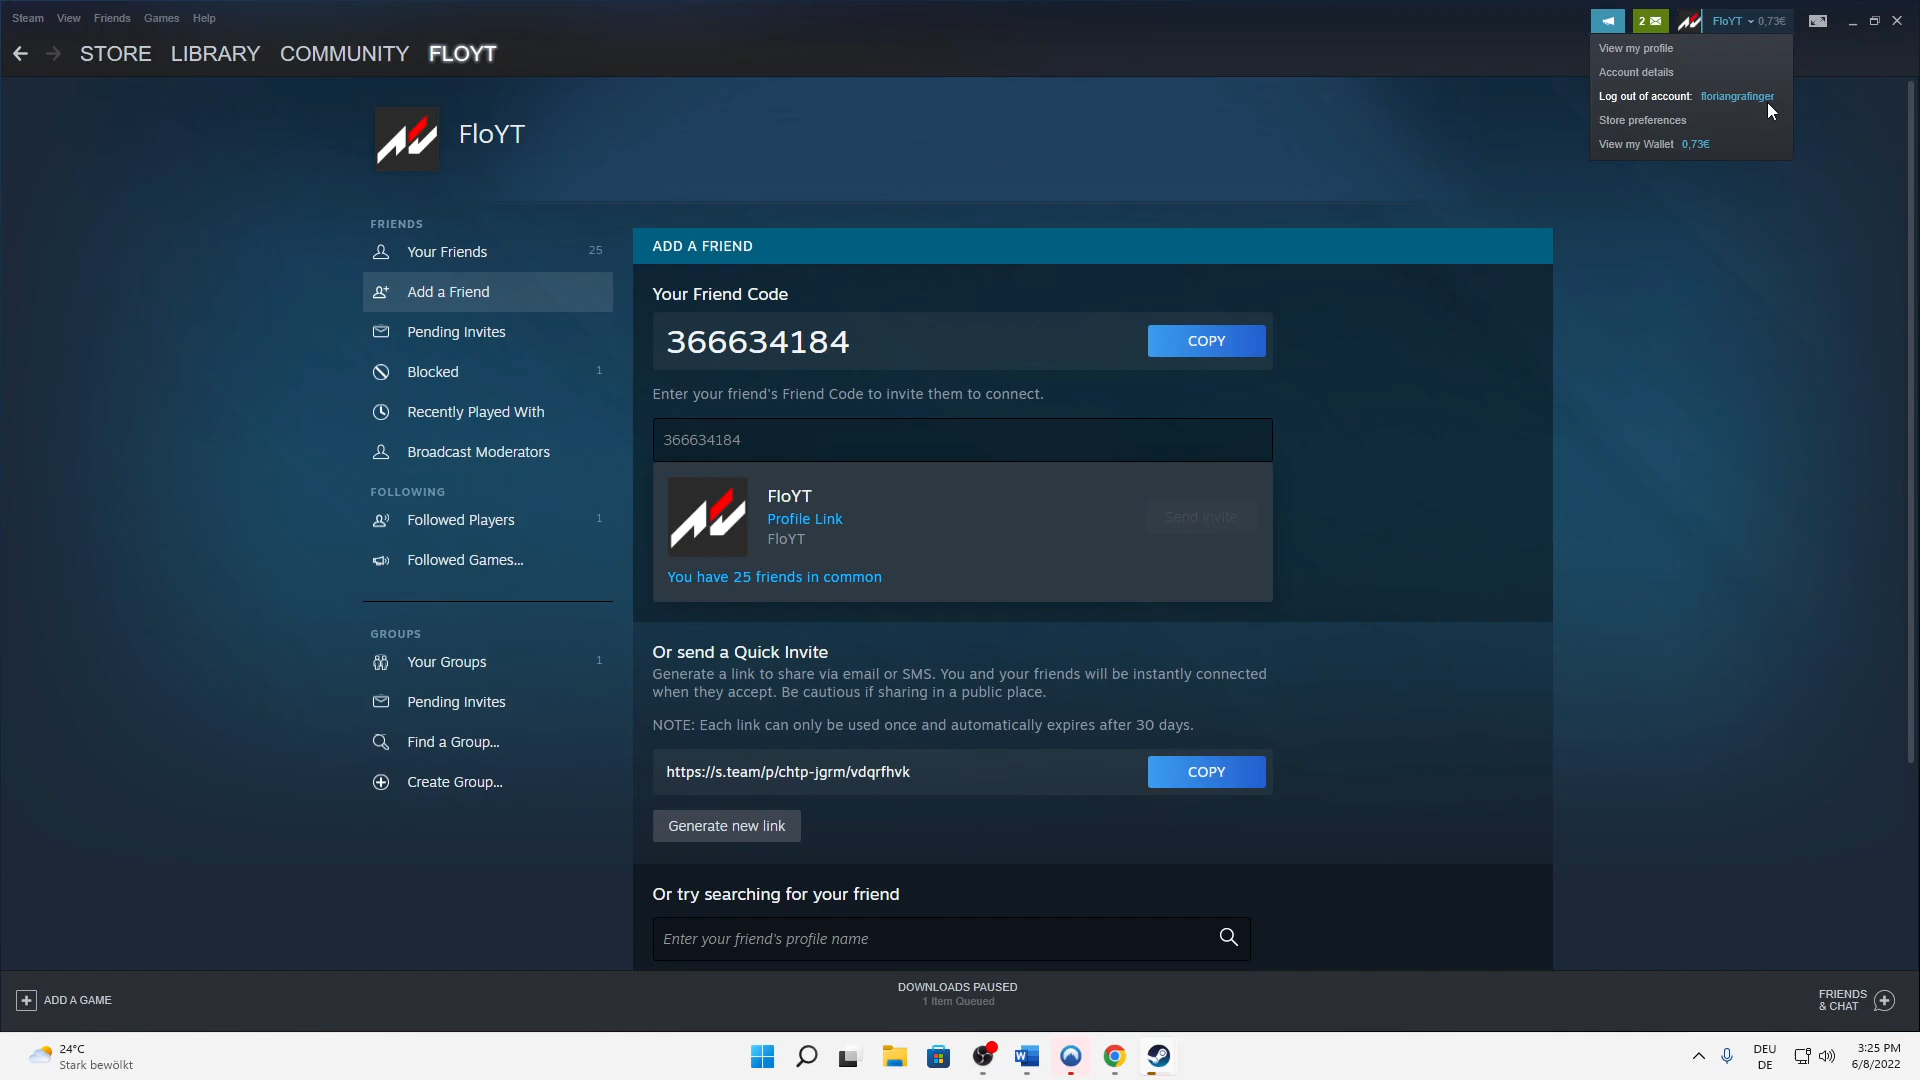 Steam View Friends Games Help
2 FloYT 0,73€
STORE LIBRARY COMMUNITY FLOYT
View my profile
Account details
Log out of account: floriangrafinger
Store preferences
View my Wallet 0,73€
FloYT
FRIENDS
Your Friends 25
Add a Friend
Pending Invites
Blocked 1
Recently Played With
Broadcast Moderators
FOLLOWING
Followed Players 1
Followed Games...
GROUPS
Your Groups 1
Pending Invites
Find a Group...
Create Group...
ADD A FRIEND
Your Friend Code
366634184 COPY
Enter your friend's Friend Code to invite them to connect.
366634184
FloYT
Profile Link
FloYT
Send Invite
You have 25 friends in common
Or send a Quick Invite
Generate a link to share via email or SMS. You and your friends will be instantly connected
when they accept. Be cautious if sharing in a public place.
NOTE: Each link can only be used once and automatically expires after 30 days.
https://s.team/p/chtp-jgrm/vdqrfhvk COPY
Generate new link
Or try searching for your friend
Enter your friend's profile name
ADD A GAME
DOWNLOADS PAUSED
1 Item Queued
FRIENDS
& CHAT
24°C
Stark bewölkt
DEU
DE
3:25 PM
6/8/2022